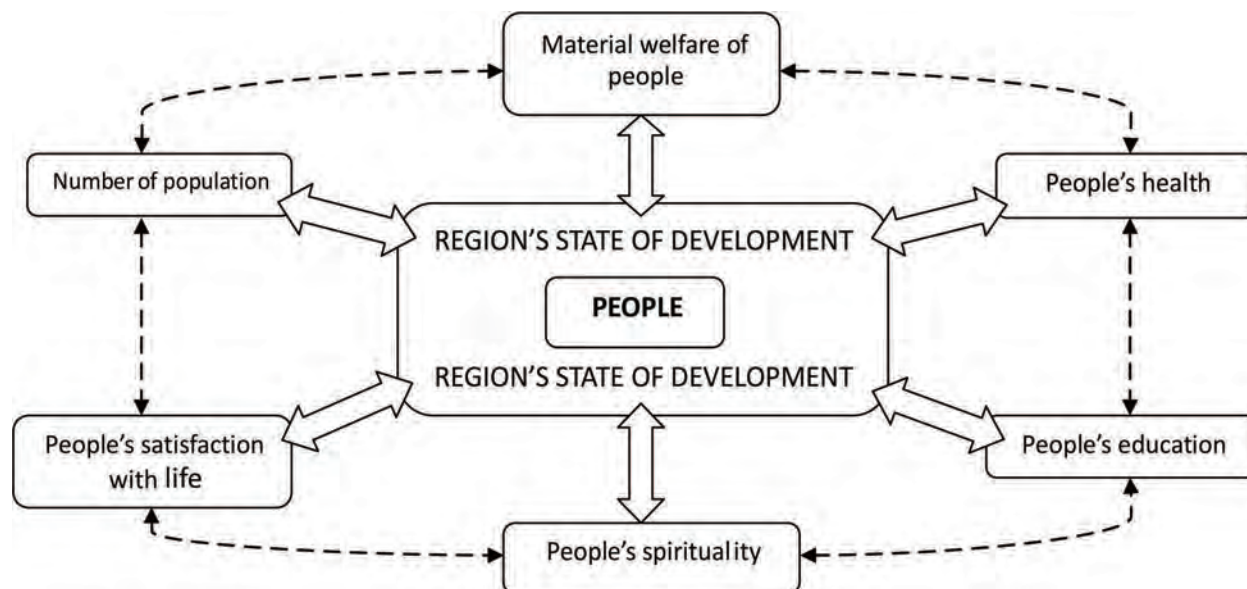 Material welfare of
people
Number of population
People's health
REGION'S STATE OF DEVELOPMENT
PEOPLE
REGION'S STATE OF DEVELOPMENT
People's satisfaction
with life
People's education
People's spirituality